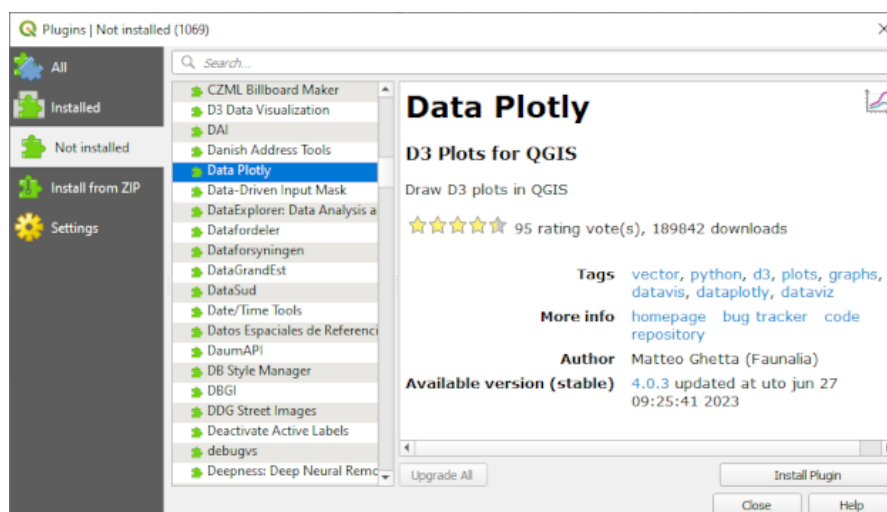 Plugins | Not installed (1069)
All
Installed
Not installed
Install from ZIP
Settings
Search...
CZML Billboard Maker
D3 Data Visualization
DAI
Danish Address Tools
Data Plotly
Data-Driven Input Mask
DataExplorer: Data Analysis a
Datafordeler
Dataforsyningen
DataGrandEst
DataSud
Date/Time Tools
Datos Espaciales de Referenci
DaumAPI
DB Style Manager
DBGI
DDG Street Images
Deactivate Active Labels
debugvs
Deepness: Deep Neural Remo
Data Plotly
D3 Plots for QGIS
Draw D3 plots in QGIS
95 rating vote(s), 189842 downloads
Tags vector, python, d3, plots, graphs,
datavis, dataplotly, dataviz
More info homepage bug tracker code
repository
Author Matteo Ghetta (Faunalia)
Available version (stable) 4.0.3 updated at uto jun 27
09:25:41 2023
Upgrade All
Install Plugin
Close
Help